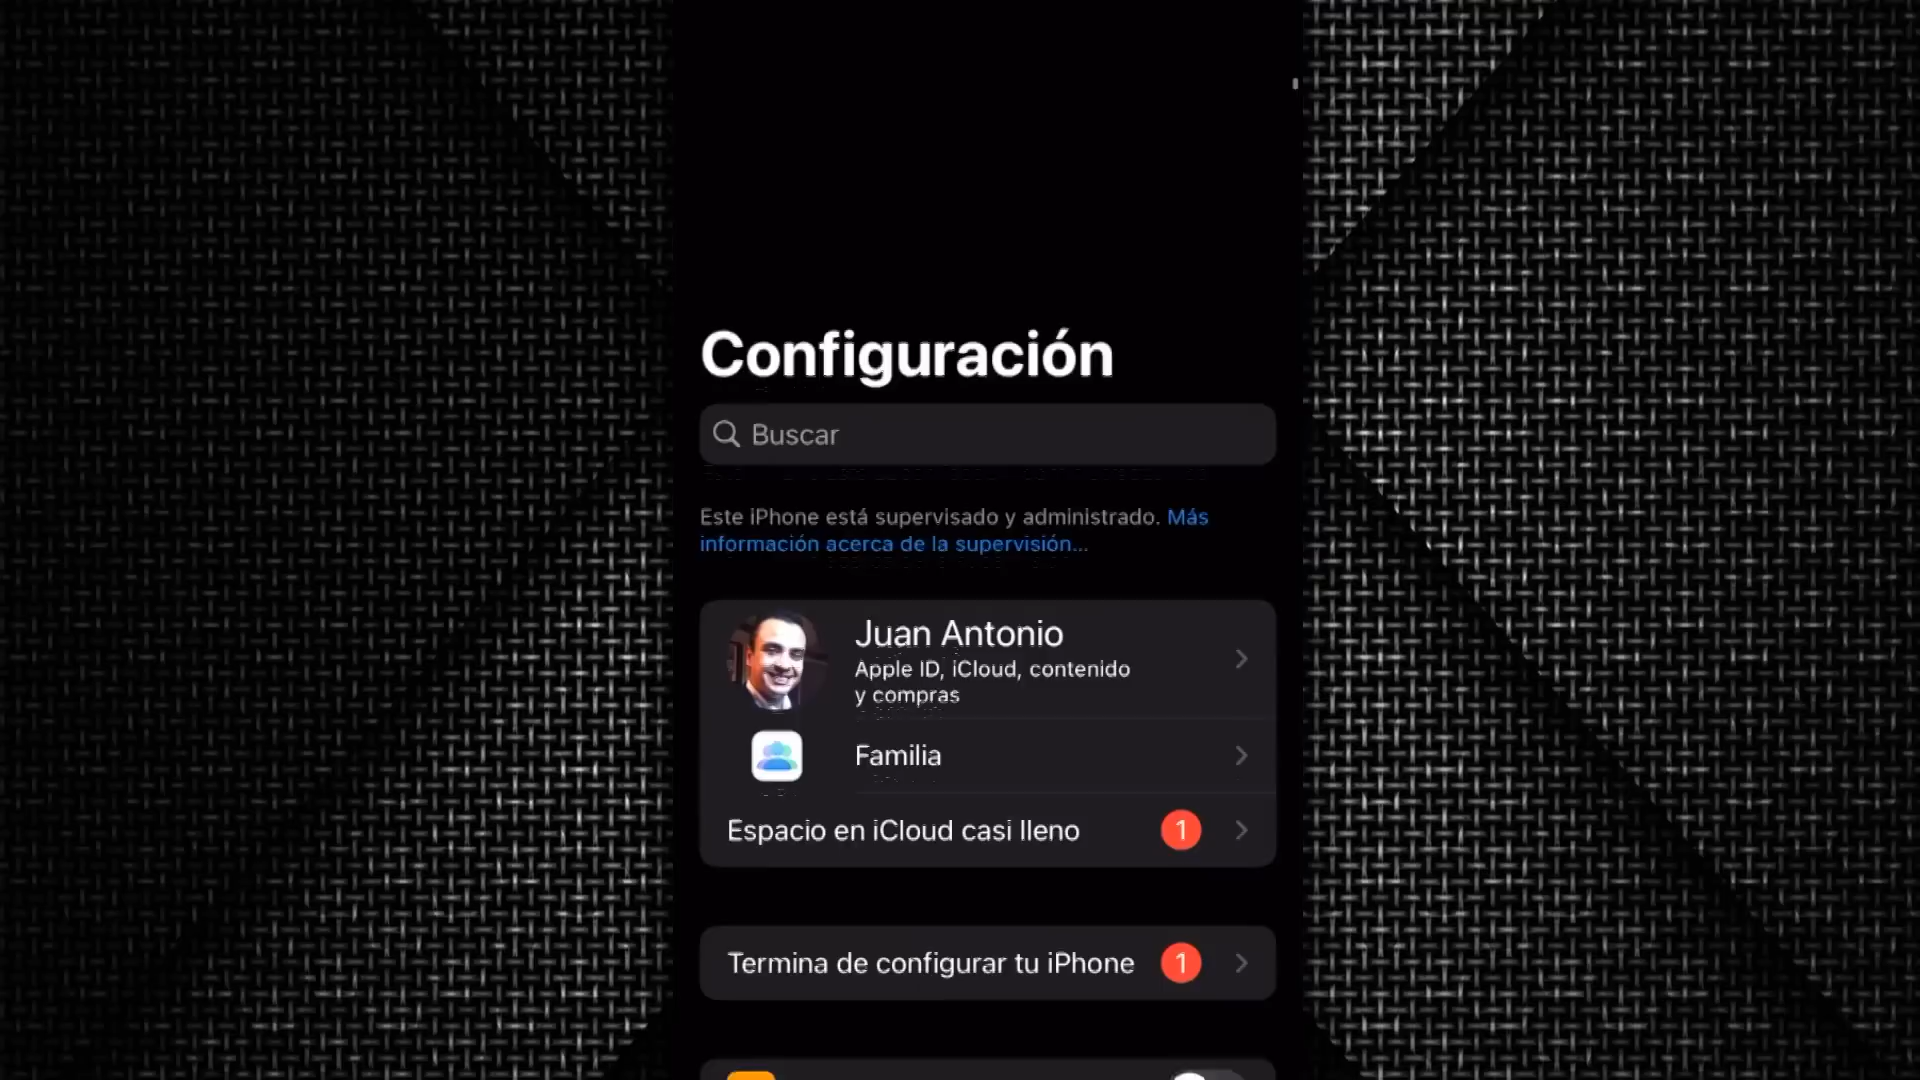 Configuración
Buscar
Este iPhone está supervisado y administrado. Más
información acerca de la supervisión...
Juan Antonio
Apple ID, iCloud, contenido
y compras
Familia
Espacio en iCloud casi lleno 1
Termina de configurar tu iPhone 1